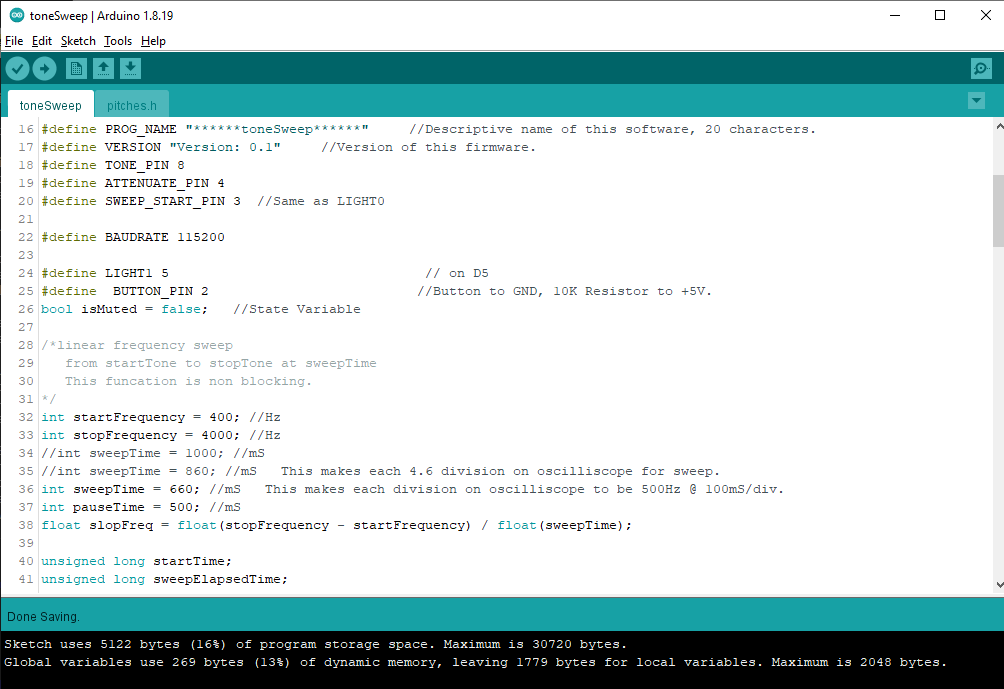 toneSweep | Arduino 1.8.19
File Edit Sketch Tools Help
toneSweep pitches.h
16 #define PROG_NAME "******toneSweep******" //Descriptive name of this software, 20 characters.
17 #define VERSION "Version: 0.1" //Version of this firmware.
18 #define TONE_PIN 8
19 #define ATTENUATE_PIN 4
20 #define SWEEP_START_PIN 3 //Same as LIGHT0
21
22 #define BAUDRATE 115200
23
24 #define LIGHT1 5 // on D5
25 #define BUTTON_PIN 2 //Button to GND, 10K Resistor to +5V.
26 bool isMuted = false; //State Variable
27
28 /*linear frequency sweep
29 from startTone to stopTone at sweepTime
30 This funcation is non blocking.
31 */
32 int startFrequency = 400; //Hz
33 int stopFrequency = 4000; //Hz
34 //int sweepTime = 1000; //mS
35 //int sweepTime = 860; //mS This makes each 4.6 division on oscilliscope for sweep.
36 int sweepTime = 660; //mS This makes each division on oscilliscope to be 500Hz @ 100mS/div.
37 int pauseTime = 500; //mS
38 float slopFreq = float(stopFrequency - startFrequency) / float(sweepTime);
39
40 unsigned long startTime;
41 unsigned long sweepElapsedTime;
Done Saving.
Sketch uses 5122 bytes (16%) of program storage space. Maximum is 30720 bytes.
Global variables use 269 bytes (13%) of dynamic memory, leaving 1779 bytes for local variables. Maximum is 2048 bytes.